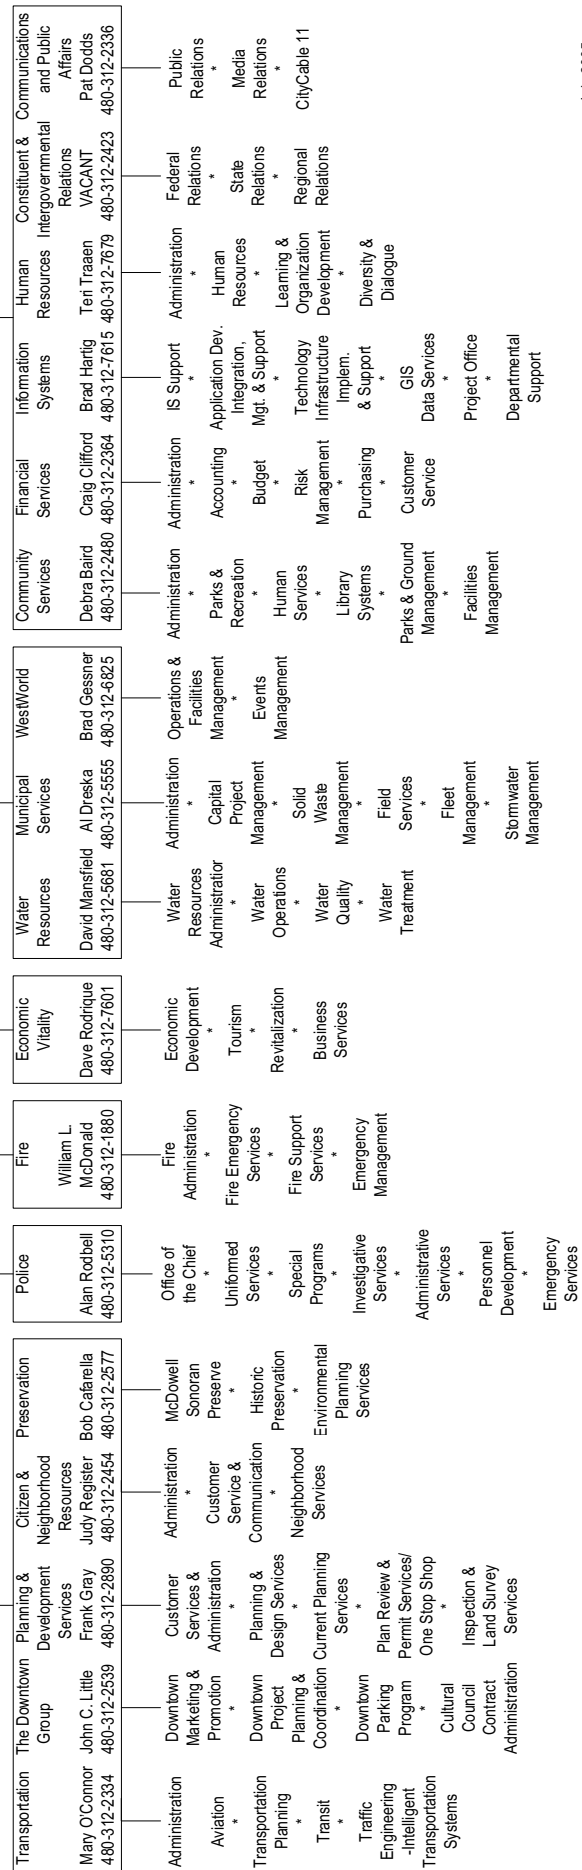 Transportation
Mary O'Connor
480-312-2334
Administration
Aviation
*
Transportation
Planning
*
Transit
*
Traffic
Engineering
-Intelligent
Transportation
Systems
The Downtown
Group
John C. Little
480-312-2539
Downtown
Marketing &
Promotion
*
Downtown
Project
Planning &
Coordination
*
Downtown
Parking
Program
*
Cultural
Council
Contract
Administration
Planning &
Development
Services
Frank Gray
480-312-2890
Customer
Services &
Administration
*
Planning &
Design Services
*
Current Planning
Services
*
Plan Review &
Permit Services/
One Stop Shop
*
Inspection &
Land Survey
Services
Citizen &
Neighborhood
Resources
Judy Register
480-312-2454
Administration
*
Customer
Service &
Communication
*
Neighborhood
Services
Preservation
Bob Cafarella
480-312-2577
McDowell
Sonoran
Preserve
*
Historic
Preservation
*
Environmental
Planning
Services
Police
Alan Rodbell
480-312-5310
Office of
the Chief
*
Uniformed
Services
*
Special
Programs
*
Investigative
Services
*
Administrative
Services
*
Personnel
Development
*
Emergency
Services
Fire
William L.
McDonald
480-312-1880
Fire
Administration
*
Fire Emergency
Services
*
Fire Support
Services
*
Emergency
Management
Economic
Vitality
Dave Rodrique
480-312-7601
Economic
Development
*
Tourism
*
Revitalization
*
Business
Services
Water
Resources
David Mansfield
480-312-5681
Water
Resources
Administration
*
Water
Operations
*
Water
Quality
*
Water
Treatment
Municipal
Services
Al Dreska
480-312-5555
Administration
*
Capital
Project
Management
*
Solid
Waste
Management
*
Field
Services
*
Fleet
Management
*
Stormwater
Management
WestWorld
Brad Gessner
480-312-6825
Operations &
Facilities
Management
*
Events
Management
Community
Services
Debra Baird
480-312-2480
Administration
*
Parks &
Recreation
*
Human
Services
*
Library
Systems
*
Parks & Ground
Management
*
Facilities
Management
Financial
Services
Craig Clifford
480-312-2364
Administration
*
Accounting
*
Budget
*
Risk
Management
*
Purchasing
*
Customer
Service
Information
Systems
Brad Hartig
480-312-7615
IS Support
*
Application Dev.
Integration,
Mgt. & Support
*
Technology
Infrastructure
Implem.
& Support
*
GIS
Data Services
*
Project Office
*
Departmental
Support
Human
Resources
Teri Traaen
480-312-7679
Administration
*
Human
Resources
*
Learning &
Organization
Development
*
Diversity &
Dialogue
Constituent &
Intergovernmental
Relations
VACANT
480-312-2423
Federal
Relations
*
State
Relations
*
Regional
Relations
Communications
and Public
Affairs
Pat Dodds
480-312-2336
Public
Relations
*
Media
Relations
*
CityCable 11